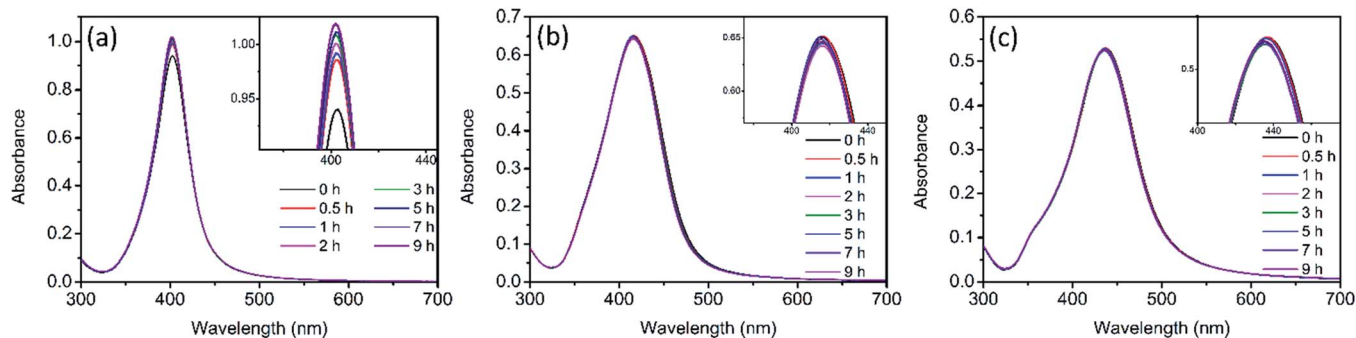 (a)
1.0
0.8
0.6
0.4
0.2
0.0
300 400 500 600 700
Absorbance
Wavelength (nm)
1.00
0.95
400 440
0 h 3 h
0.5 h 5 h
1 h 7 h
2 h 9 h
(b)
0.7
0.6
0.5
0.4
0.3
0.2
0.1
0.0
300 400 500 600 700
Absorbance
Wavelength (nm)
0.65
0.60
400 440
0 h
0.5 h
1 h
2 h
3 h
5 h
7 h
9 h
(c)
0.6
0.5
0.4
0.3
0.2
0.1
0.0
300 400 500 600 700
Absorbance
Wavelength (nm)
0.5
400 440
0 h
0.5 h
1 h
2 h
3 h
5 h
7 h
9 h